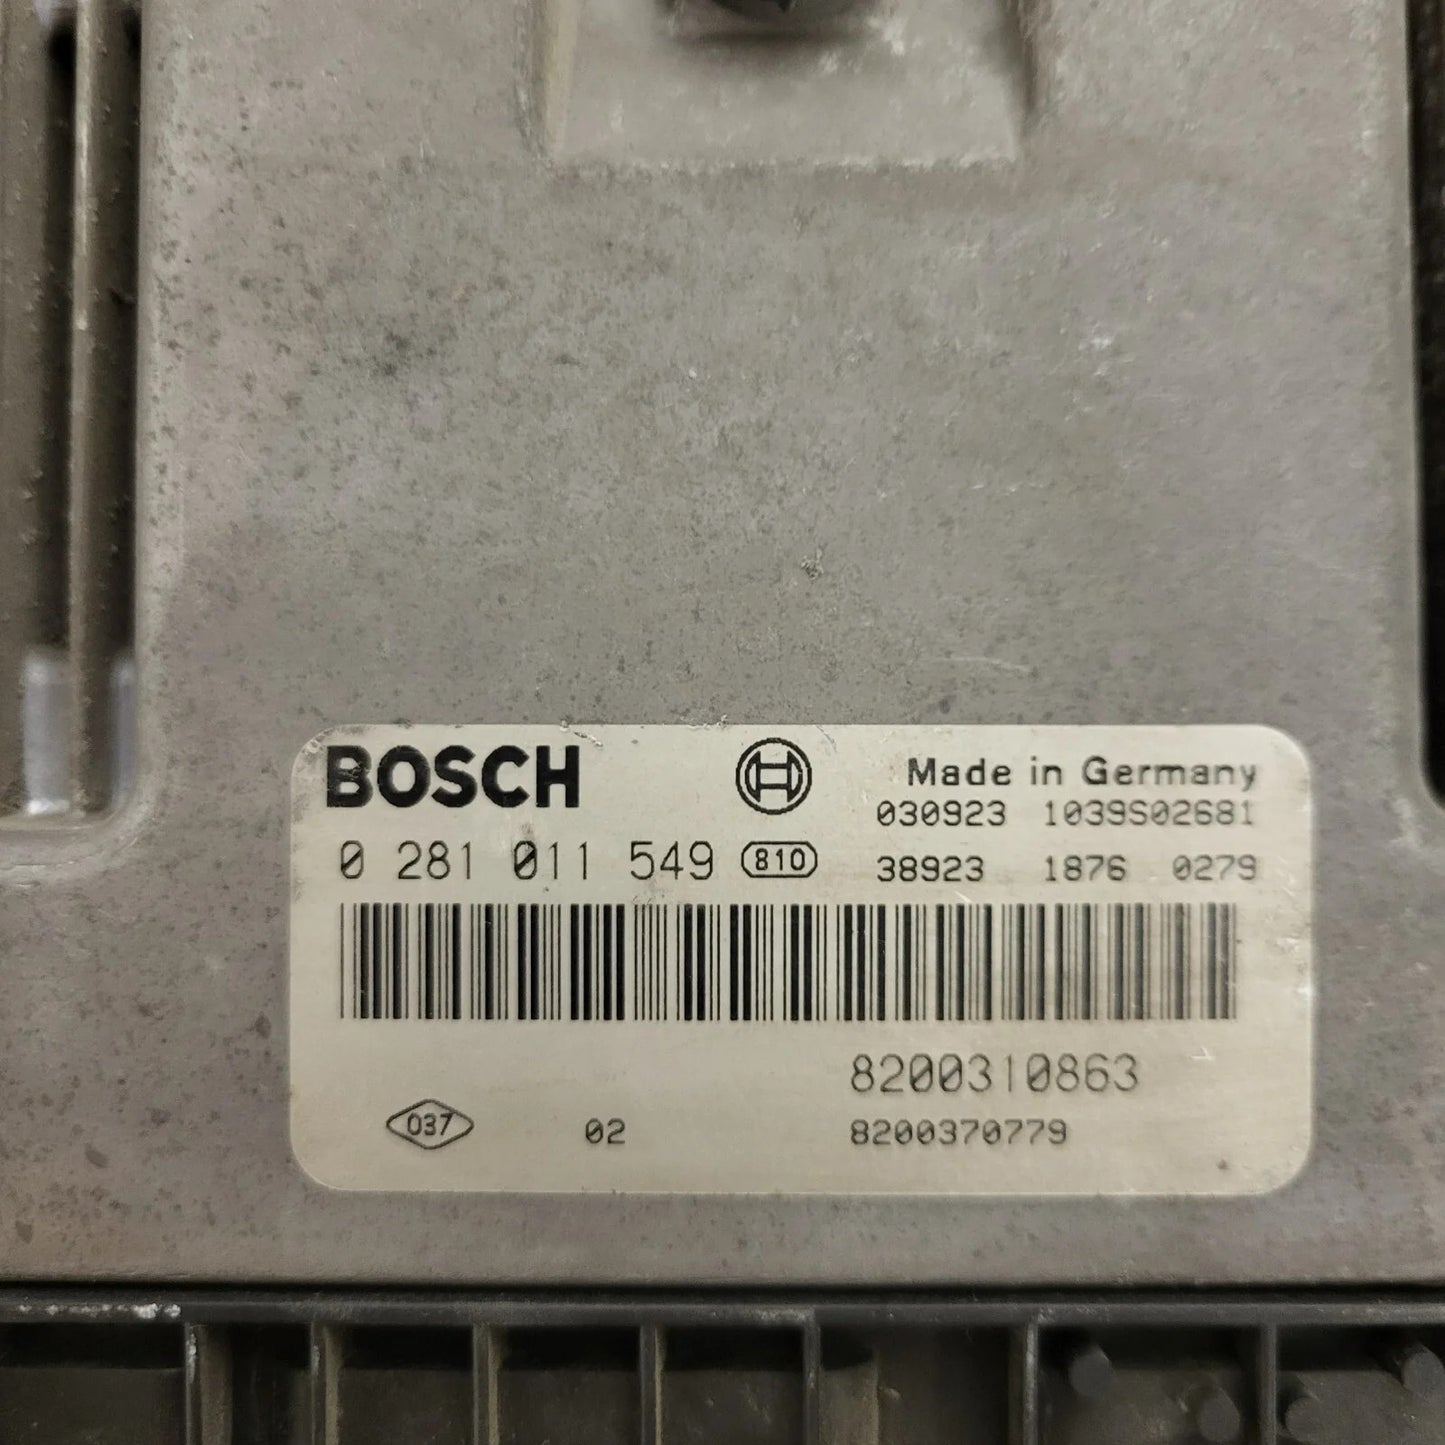 BOSCH
Made in Germany
030923 1039S02681
0 281 011 549 810
38923 1876 0279
8200310863
037 02 8200370779